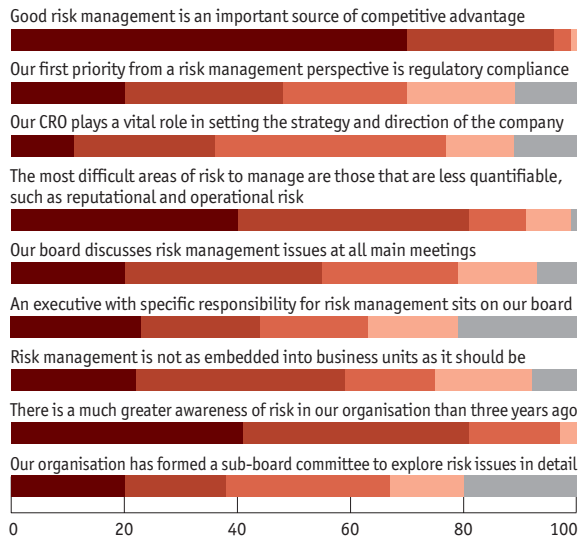 Good risk management is an important source of competitive advantage
Our first priority from a risk management perspective is regulatory compliance
Our CRO plays a vital role in setting the strategy and direction of the company
The most difficult areas of risk to manage are those that are less quantifiable,
such as reputational and operational risk
Our board discusses risk management issues at all main meetings
An executive with specific responsibility for risk management sits on our board
Risk management is not as embedded into business units as it should be
There is a much greater awareness of risk in our organisation than three years ago
Our organisation has formed a sub-board committee to explore risk issues in detail
0 20 40 60 80 100